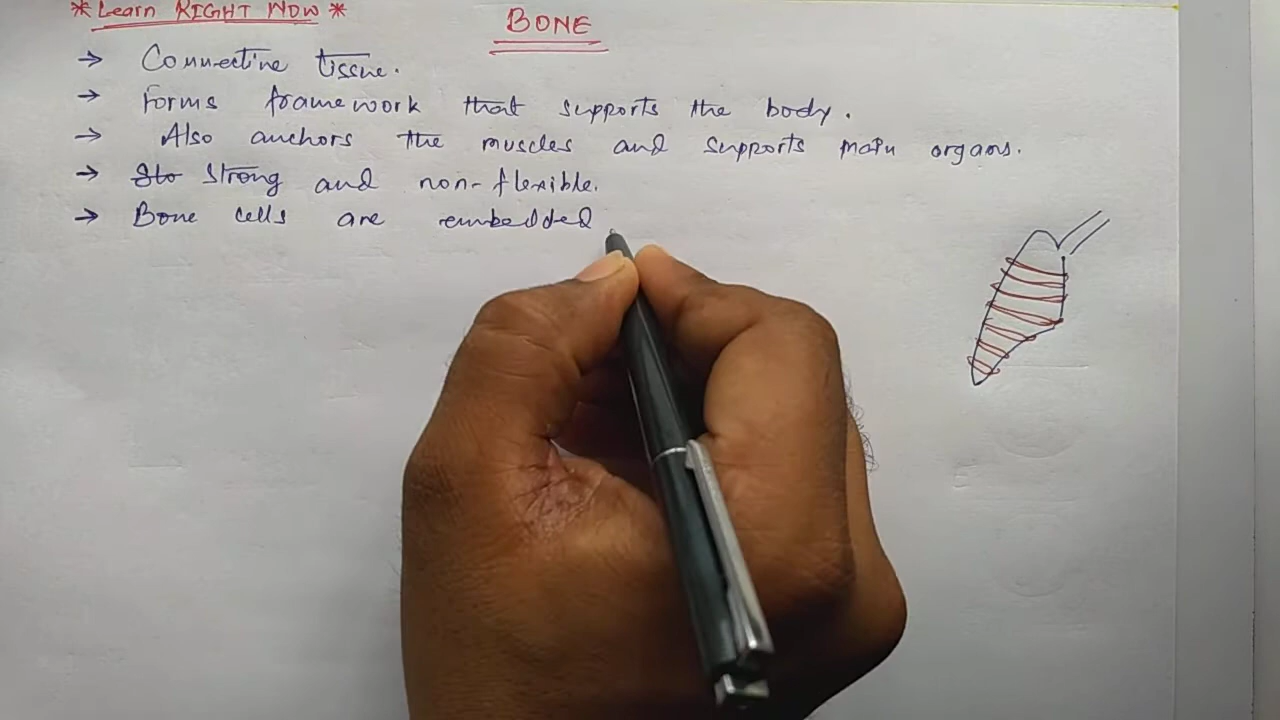 *Learn RIGHT NOW*
BONE
→ Connective tissue.
→ Forms framework that supports the body.
→ Also anchors the muscles and supports main organs.
→ Sto Strong and non-flexible.
→ Bone cells are embedded